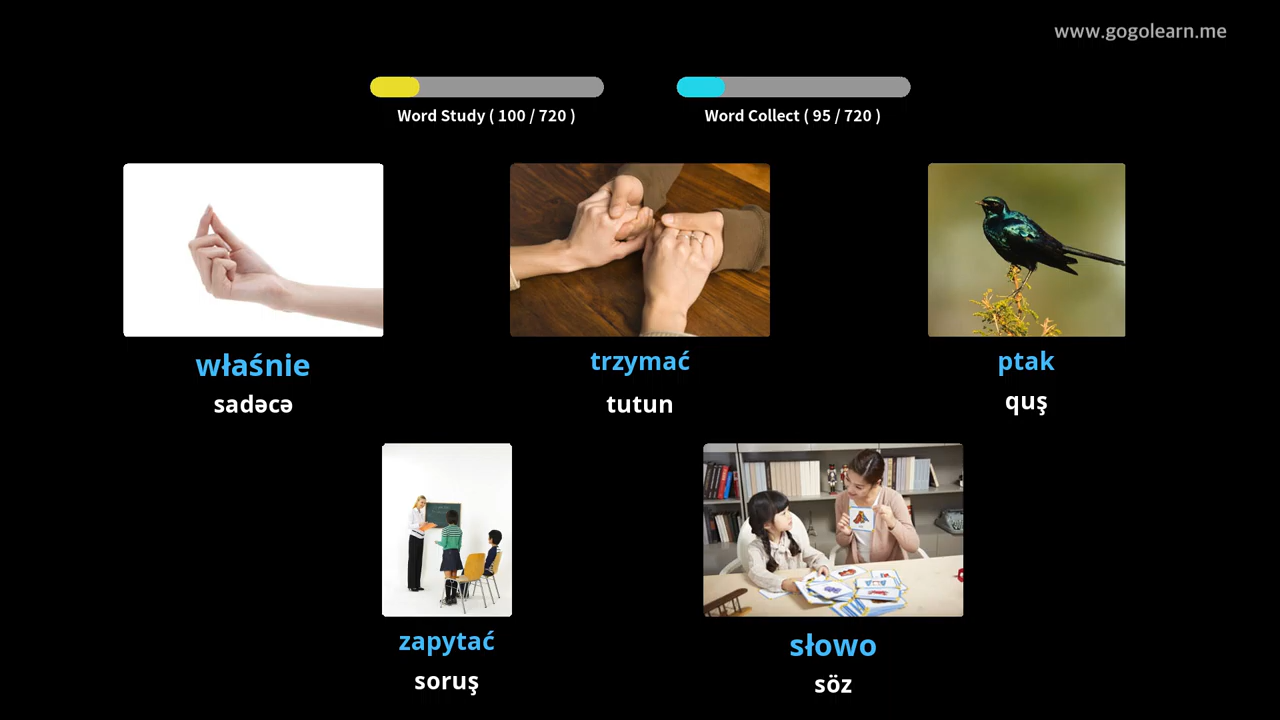 www.gogolearn.me
Word Study ( 100 / 720 )
Word Collect ( 95 / 720 )
właśnie
sadəcə
trzymać
tutun
ptak
quş
zapytać
soruş
słowo
söz